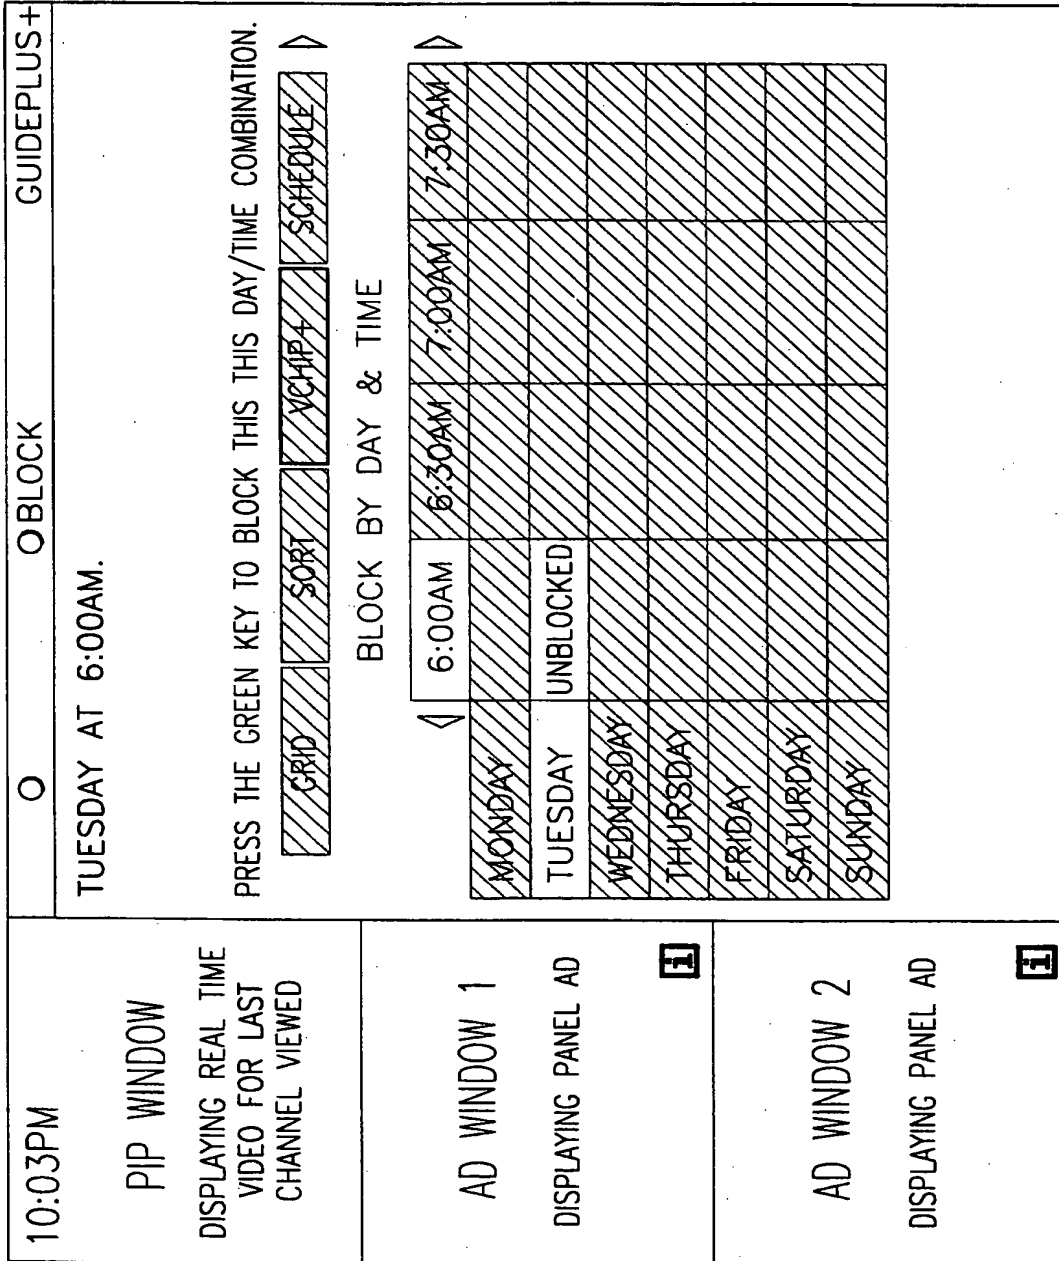 10:03PM
PIP WINDOW
DISPLAYING REAL TIME
VIDEO FOR LAST
CHANNEL VIEWED
AD WINDOW 1
DISPLAYING PANEL AD
i
AD WINDOW 2
DISPLAYING PANEL AD
i
O O BLOCK GUIDEPLUS+
TUESDAY AT 6:00AM.
PRESS THE GREEN KEY TO BLOCK THIS THIS DAY/TIME COMBINATION.
GRID SORT VCHIP+ SCHEDULE
BLOCK BY DAY & TIME
6:00AM 6:30AM 7:00AM 7:30AM
MONDAY
TUESDAY UNBLOCKED
WEDNESDAY
THURSDAY
FRIDAY
SATURDAY
SUNDAY